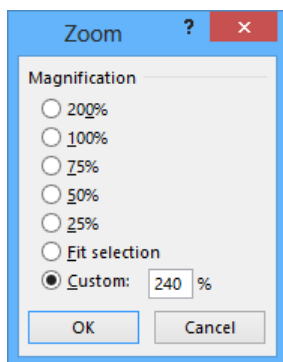 Zoom ? ×
Magnification
200%
100%
75%
50%
25%
Fit selection
Custom: 240 %
OK Cancel